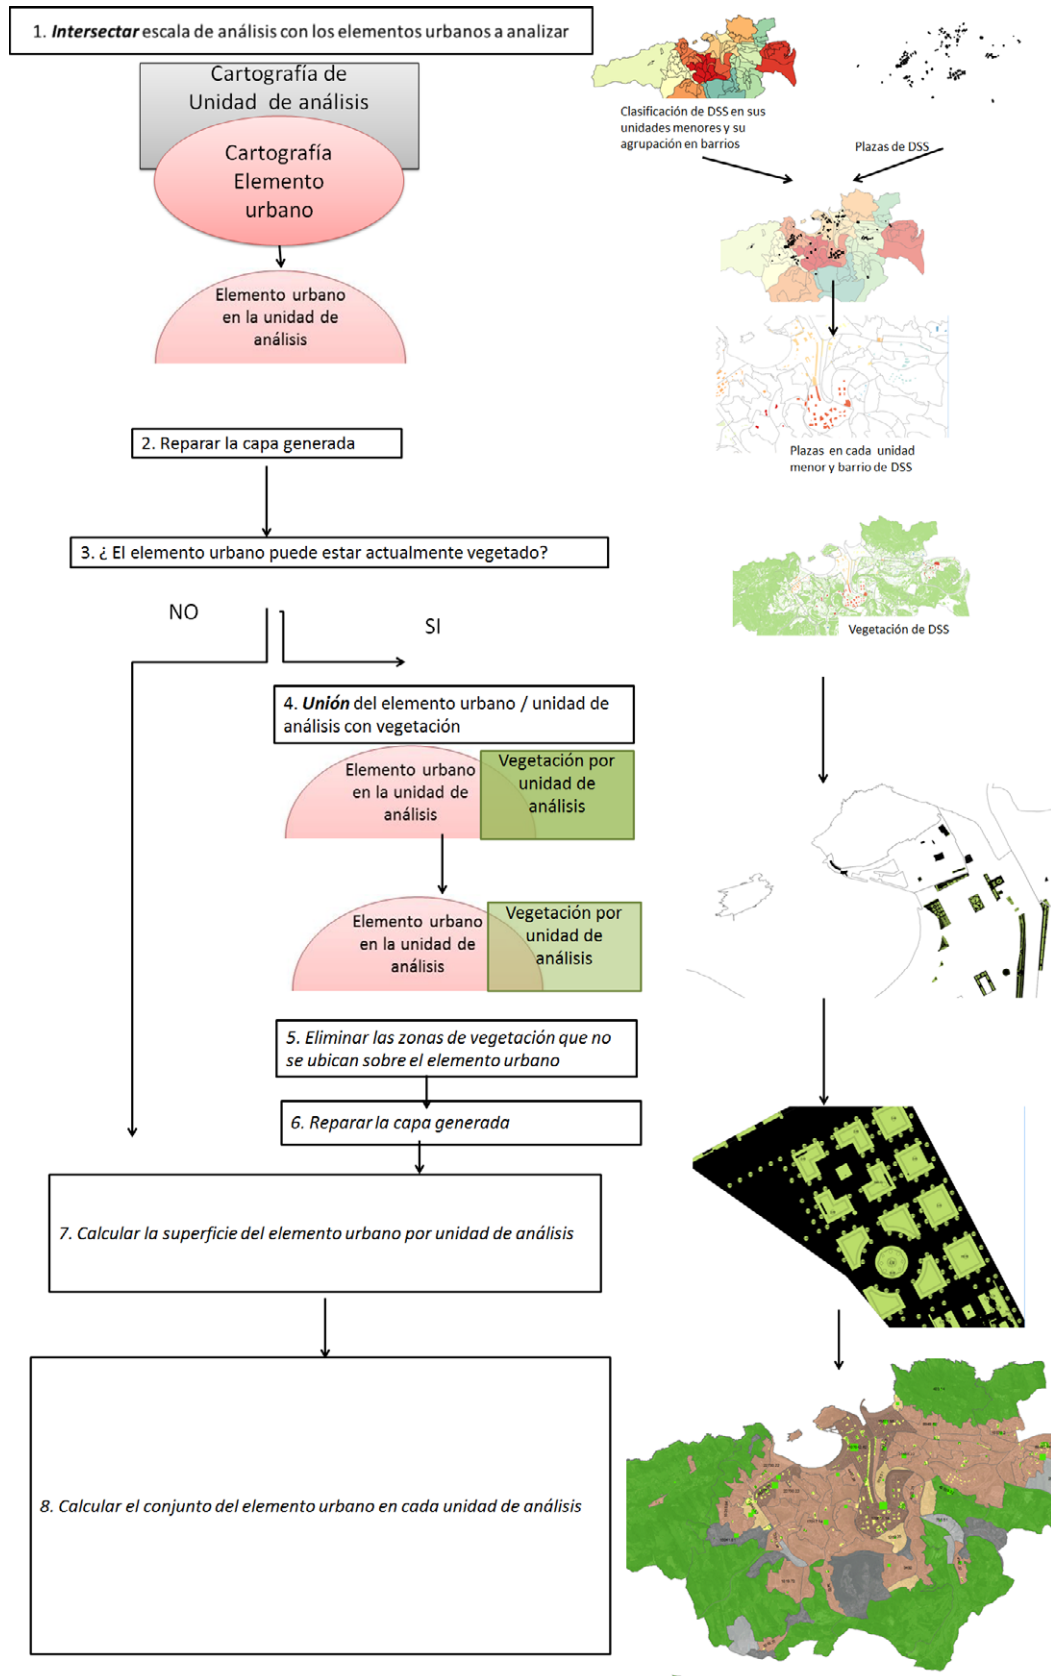 1. Intersectar escala de análisis con los elementos urbanos a analizar
Cartografía de
Unidad de análisis
Cartografía
Elemento
urbano
Elemento urbano
en la unidad de
análisis
Clasificación de DSS en sus
unidades menores y su
agrupación en barrios
Plazas de DSS
Plazas en cada unidad
menor y barrio de DSS
2. Reparar la capa generada
3. ¿ El elemento urbano puede estar actualmente vegetado?
NO
SI
Vegetación de DSS
4. Unión del elemento urbano / unidad de
análisis con vegetación
Elemento urbano
en la unidad de
análisis
Vegetación por
unidad de
análisis
Elemento urbano
en la unidad de
análisis
Vegetación por
unidad de
análisis
5. Eliminar las zonas de vegetación que no
se ubican sobre el elemento urbano
6. Reparar la capa generada
7. Calcular la superficie del elemento urbano por unidad de análisis
8. Calcular el conjunto del elemento urbano en cada unidad de análisis